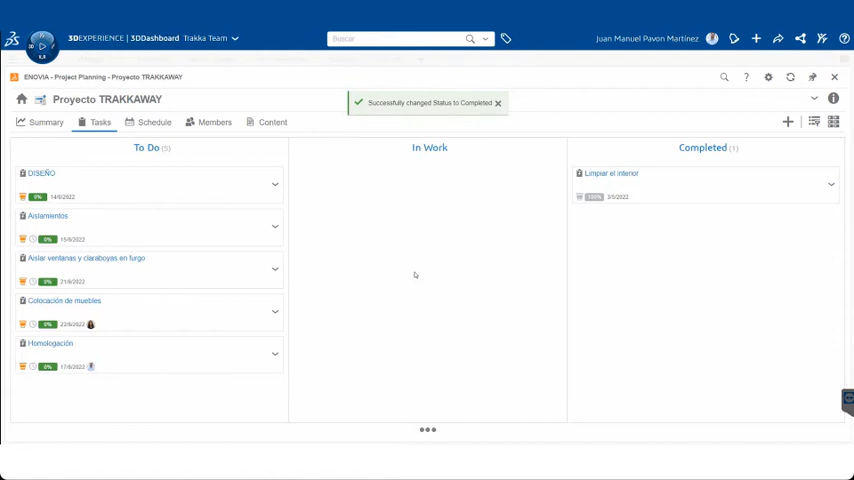 3DEXPERIENCE | 3DDashboard Trakka Team
Buscar
Juan Manuel Pavon Martínez
ENOVIA - Project Planning - Proyecto TRAKKAWAY
Proyecto TRAKKAWAY
Successfully changed Status to Completed
Summary Tasks Schedule Members Content
To Do (5)
In Work
Completed (1)
DISEÑO
0% 14/6/2022
Aislamientos
0% 15/6/2022
Aislar ventanas y claraboyas en furgo
0% 21/6/2022
Colocación de muebles
0% 22/6/2022
Homologación
0% 17/6/2022
Limpiar el interior
100% 3/5/2022